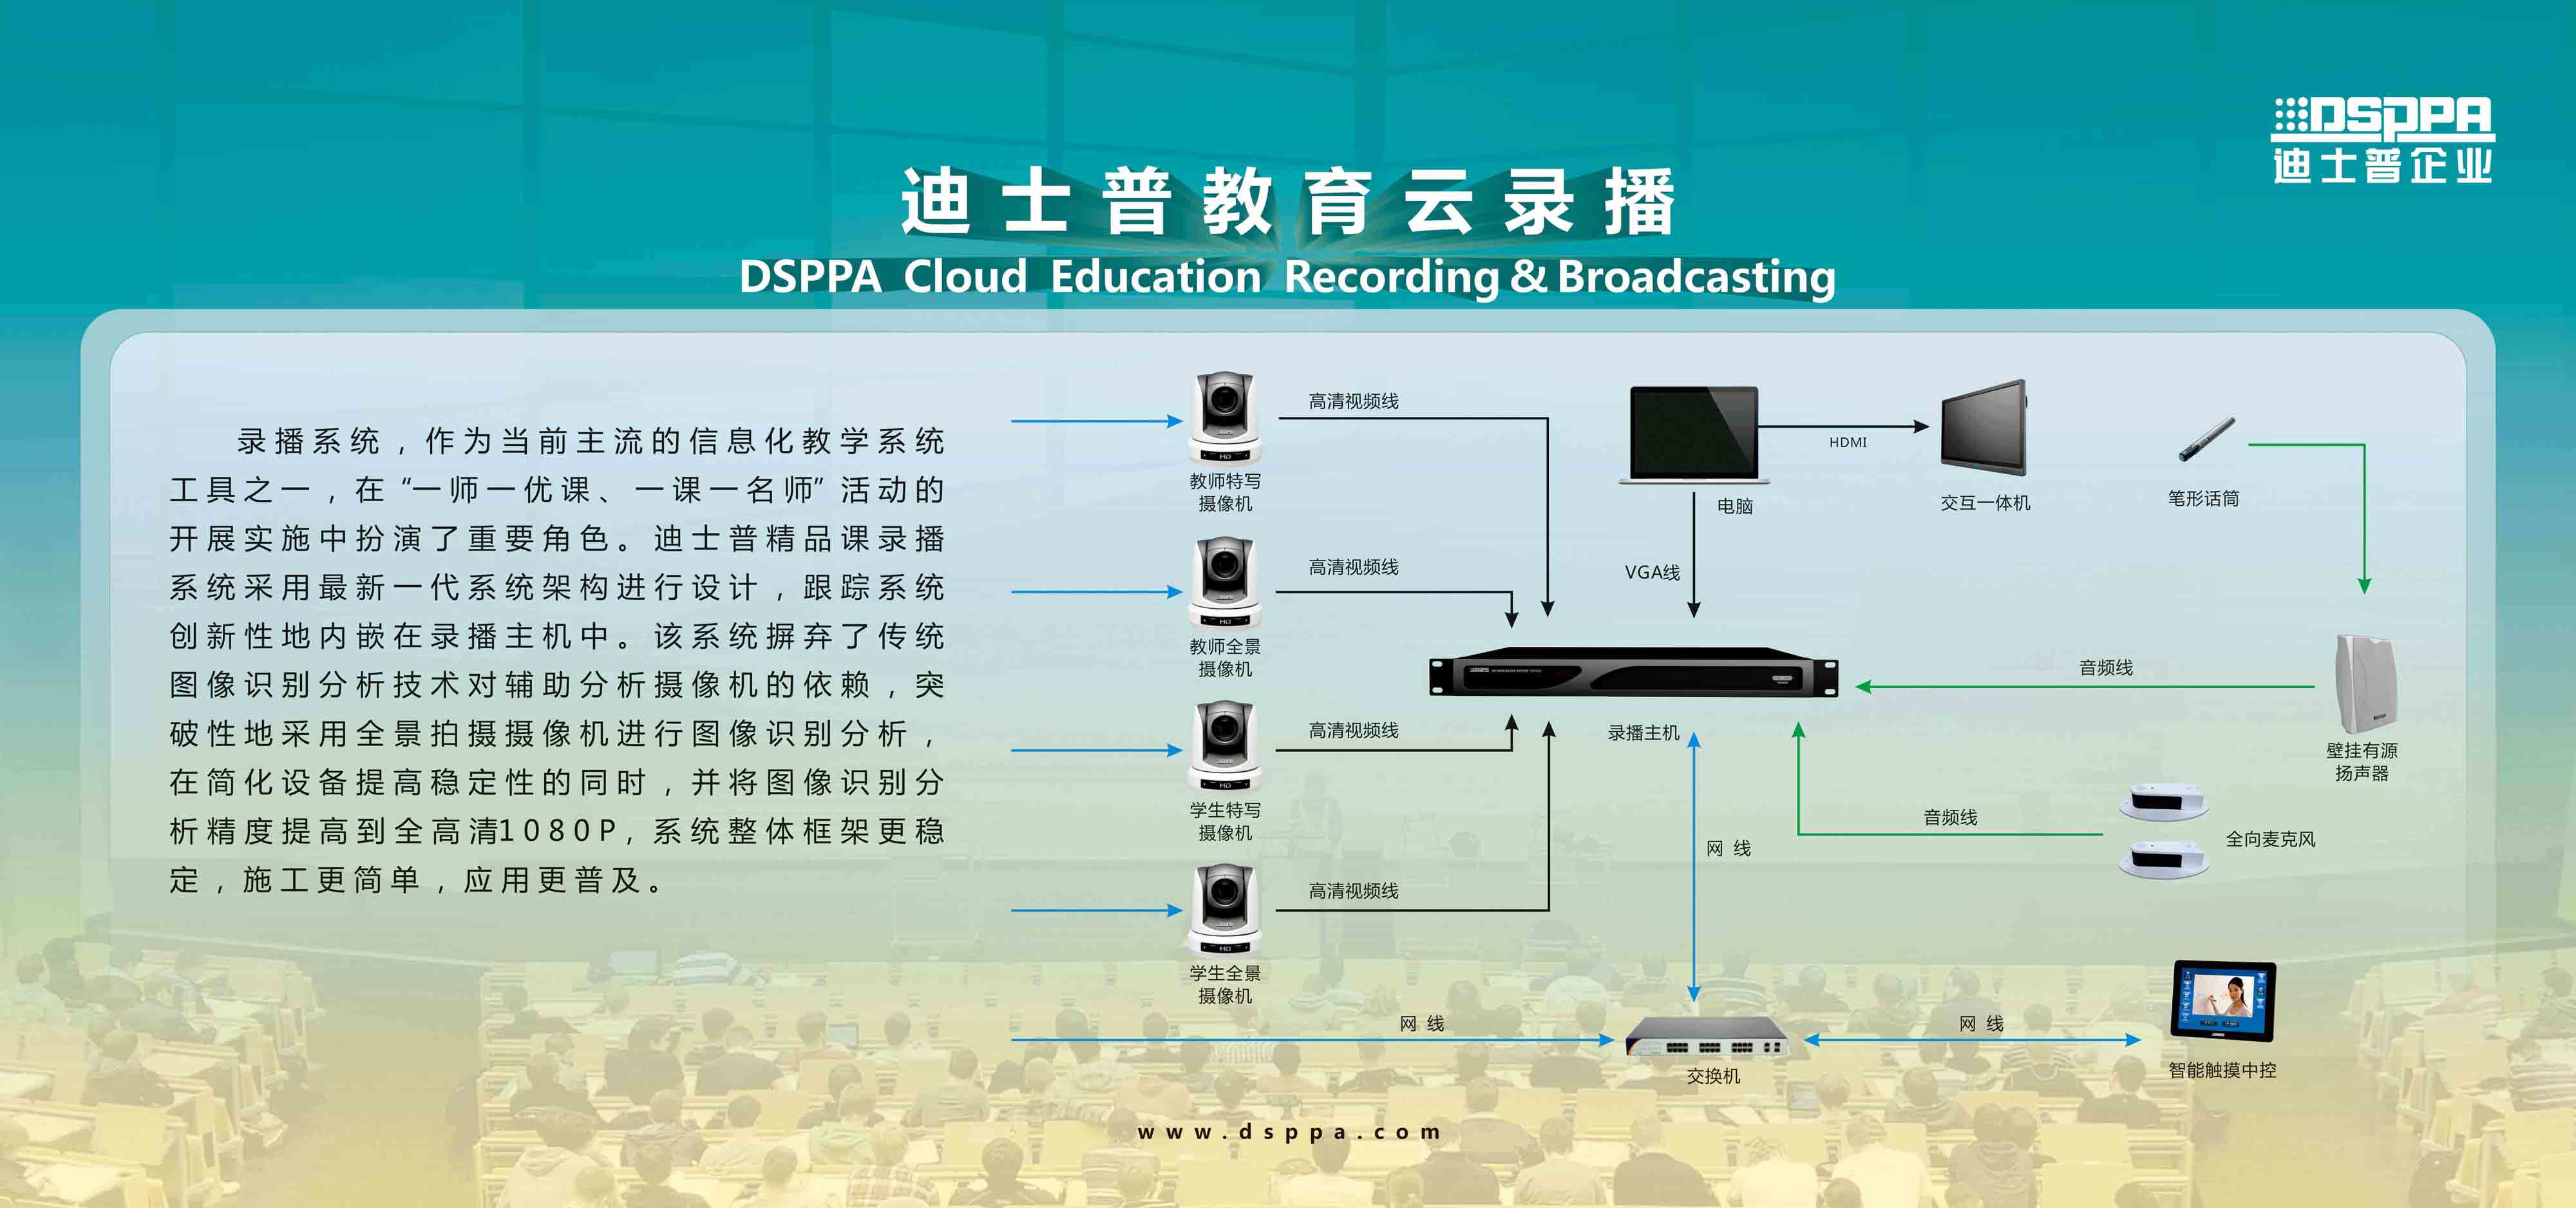 DSPPA
迪士普企业
迪士普教育云录播
DSPPA Cloud Education Recording & Broadcasting
录播系统，作为当前主流的信息化教学系统
工具之一，在“一师一优课、一课一名师”活动的
开展实施中扮演了重要角色。迪士普精品课录播
系统采用最新一代系统架构进行设计，跟踪系统
创新性地内嵌在录播主机中。该系统摒弃了传统
图像识别分析技术对辅助分析摄像机的依赖，突
破性地采用全景拍摄摄像机进行图像识别分析，
在简化设备提高稳定性的同时，并将图像识别分
析精度提高到全高清1080P，系统整体框架更稳
定，施工更简单，应用更普及。
高清视频线
教师特写
摄像机
高清视频线
教师全景
摄像机
高清视频线
学生特写
摄像机
高清视频线
学生全景
摄像机
电脑
HDMI
交互一体机
笔形话筒
VGA线
录播主机
音频线
壁挂有源
扬声器
音频线
全向麦克风
网 线
网 线
交换机
网 线
智能触摸中控
www.dsppa.com